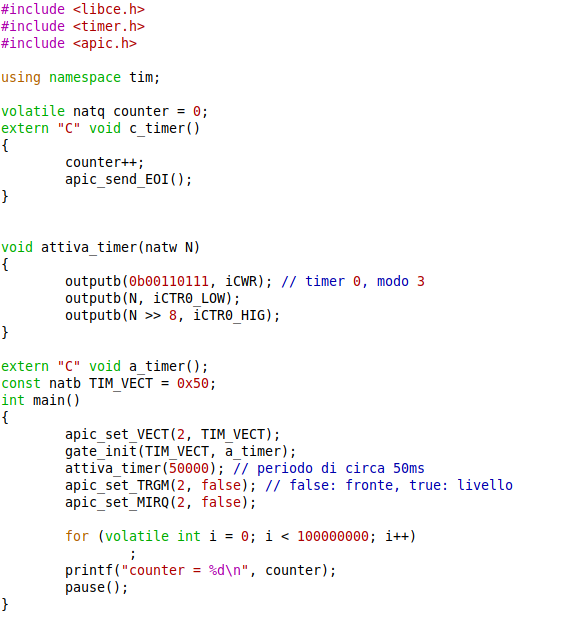 #include <libce.h>
#include <timer.h>
#include <apic.h>

using namespace tim;

volatile natq counter = 0;
extern "C" void c_timer()
{
        counter++;
        apic_send_EOI();
}


void attiva_timer(natw N)
{
        outputb(0b00110111, iCWR); // timer 0, modo 3
        outputb(N, iCTR0_LOW);
        outputb(N >> 8, iCTR0_HIG);
}

extern "C" void a_timer();
const natb TIM_VECT = 0x50;
int main()
{
        apic_set_VECT(2, TIM_VECT);
        gate_init(TIM_VECT, a_timer);
        attiva_timer(50000); // periodo di circa 50ms
        apic_set_TRGM(2, false); // false: fronte, true: livello
        apic_set_MIRQ(2, false);

        for (volatile int i = 0; i < 100000000; i++)
                ;
        printf("counter = %d\n", counter);
        pause();
}